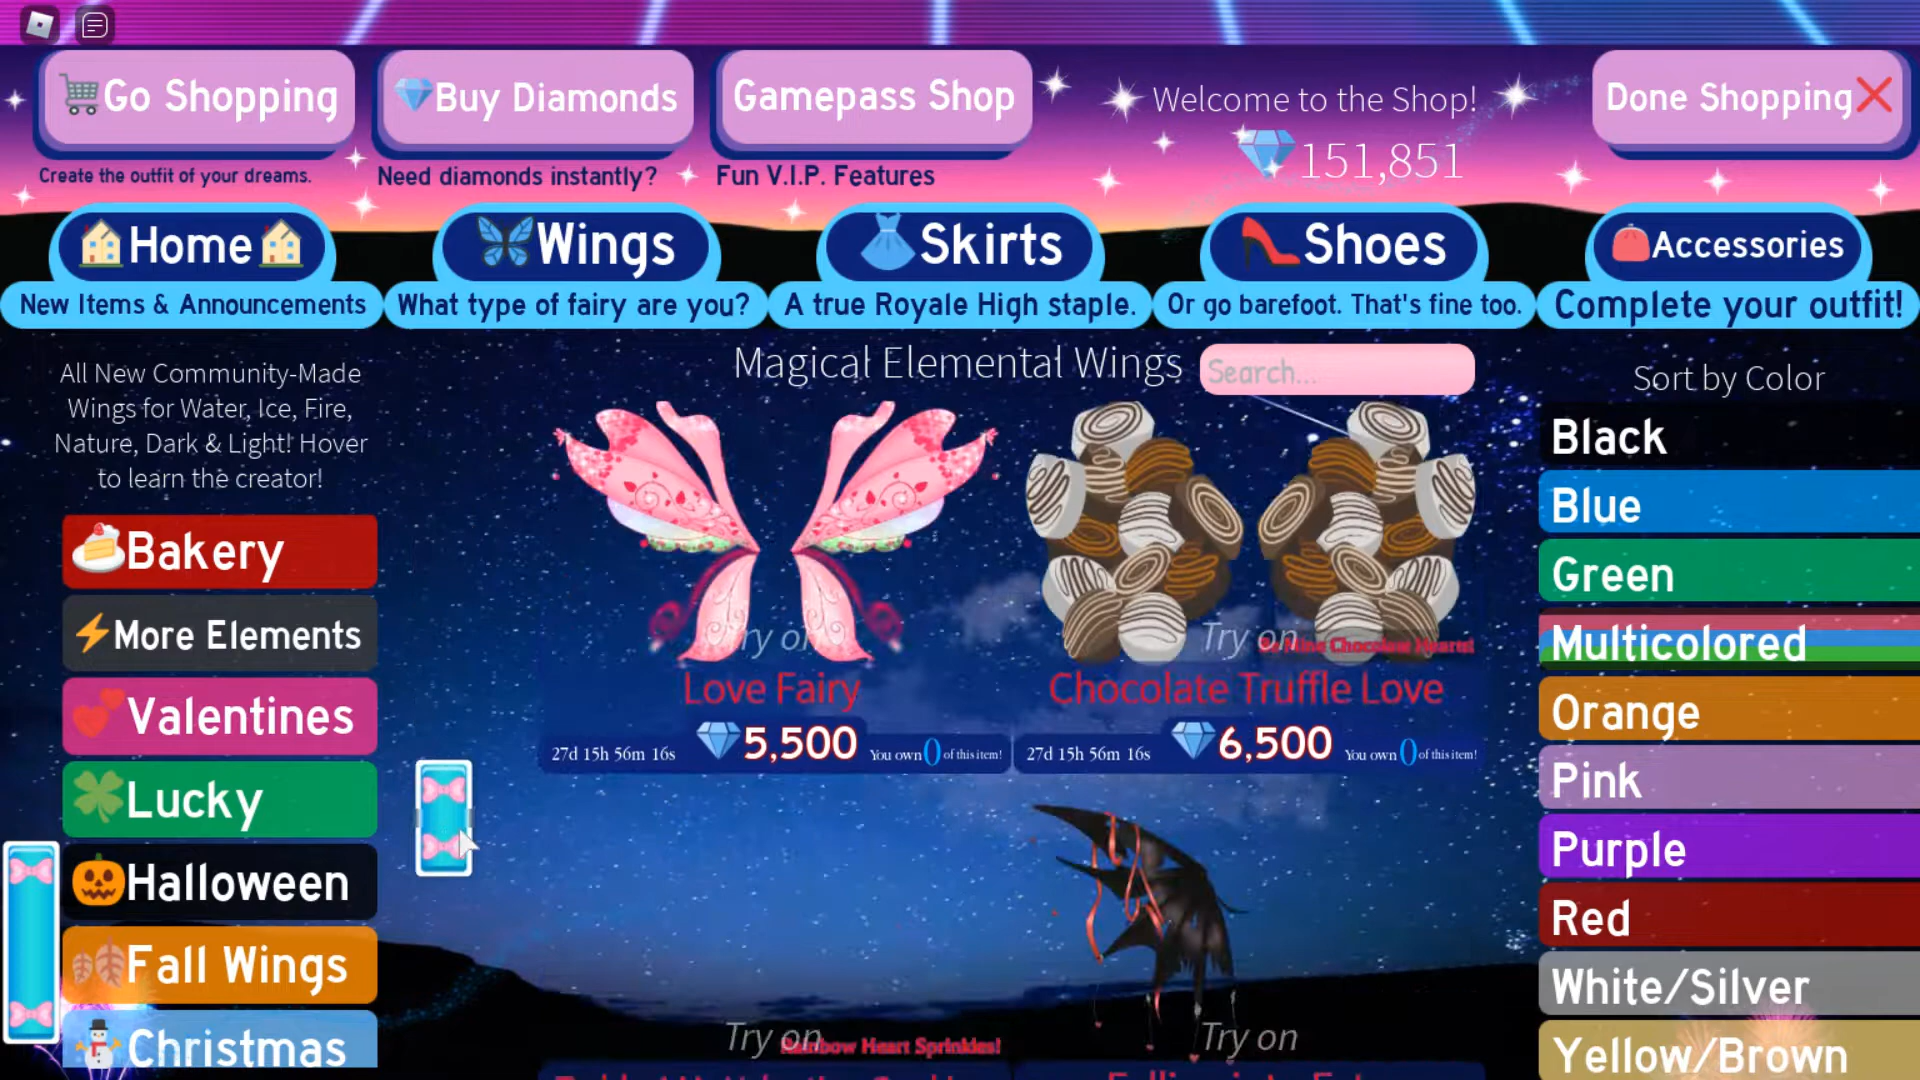 Go Shopping
Buy Diamonds
Gamepass Shop
Welcome to the Shop!
151,851
Done Shopping
Create the outfit of your dreams.
Need diamonds instantly?
Fun V.I.P. Features
Home
Wings
Skirts
Shoes
Accessories
New Items & Announcements
What type of fairy are you?
A true Royale High staple.
Or go barefoot. That's fine too.
Complete your outfit!
All New Community-Made
Wings for Water, Ice, Fire,
Nature, Dark & Light! Hover
to learn the creator!
Magical Elemental Wings
Search...
Sort by Color
Bakery
More Elements
Valentines
Lucky
Halloween
Fall Wings
Christmas
Try on
Love Fairy
27d 15h 56m 16s
5,500
You own 0 of this item!
Try on
Be Mine Chocolate Hearts!
Chocolate Truffle Love
27d 15h 56m 16s
6,500
You own 0 of this item!
Try on
Rainbow Heart Sprinkles!
Try on
Black
Blue
Green
Multicolored
Orange
Pink
Purple
Red
White/Silver
Yellow/Brown